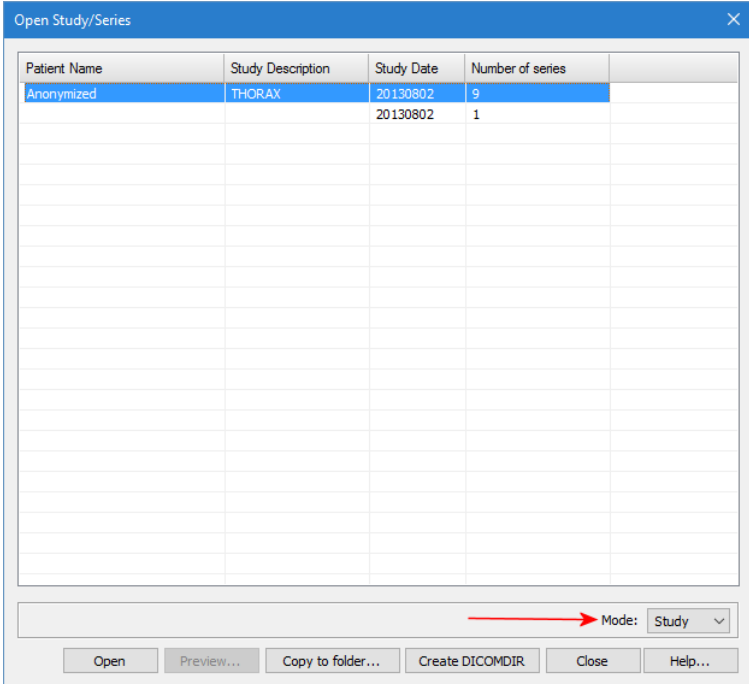 Open Study/Series
Patient Name Study Description Study Date Number of series
Anonymized THORAX 20130802 9
20130802 1
Mode: Study
Open Preview... Copy to folder... Create DICOMDIR Close Help...